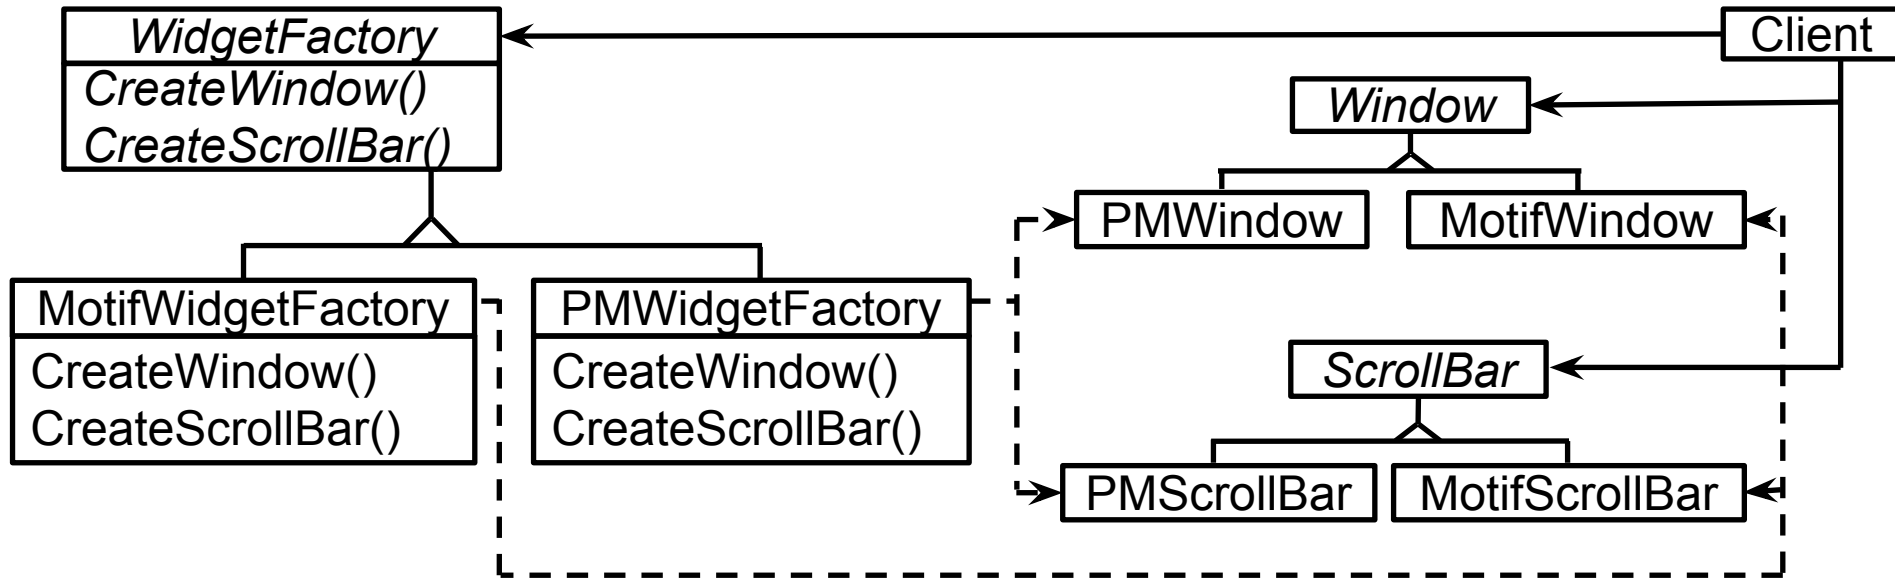 WidgetFactory
CreateWindow()
CreateScrollBar()
Client
Window
PMWindow
MotifWindow
MotifWidgetFactory
CreateWindow()
CreateScrollBar()
PMWidgetFactory
CreateWindow()
CreateScrollBar()
ScrollBar
PMScrollBar
MotifScrollBar